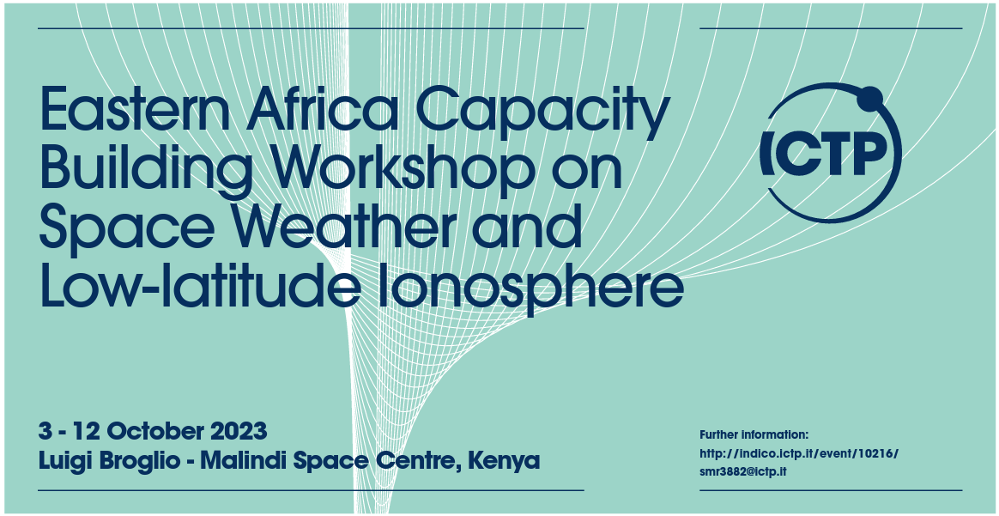 Eastern Africa Capacity
Building Workshop on
Space Weather and
Low-latitude Ionosphere
ICTP
3 - 12 October 2023
Luigi Broglio - Malindi Space Centre, Kenya
Further information:
http://indico.ictp.it/event/10216/
smr3882@ictp.it